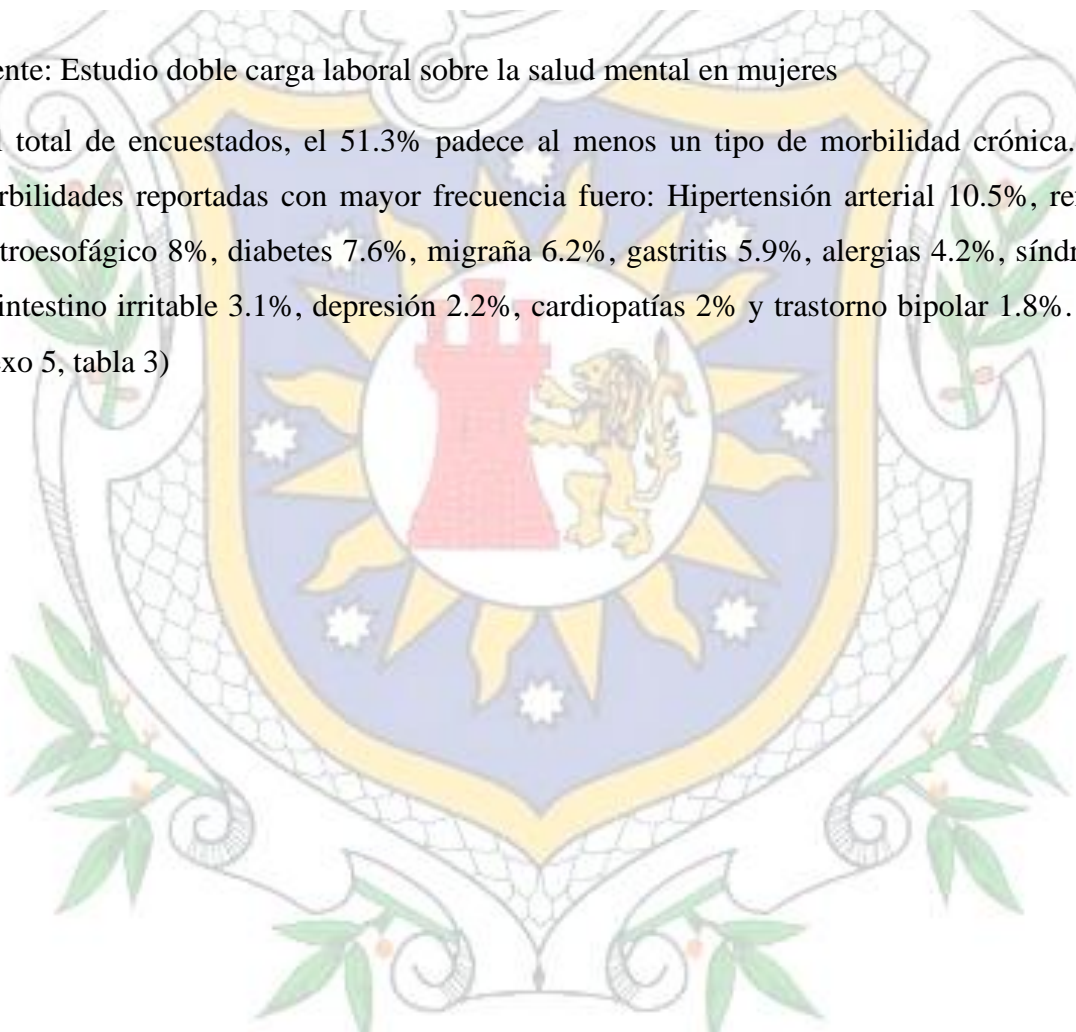 ente: Estudio doble carga laboral sobre la salud mental en mujeres
l total de encuestados, el 51.3% padece al menos un tipo de morbilidad crónica.
rbilidades reportadas con mayor frecuencia fuero: Hipertensión arterial 10.5%, re
troesofágico 8%, diabetes 7.6%, migraña 6.2%, gastritis 5.9%, alergias 4.2%, síndr
intestino irritable 3.1%, depresión 2.2%, cardiopatías 2% y trastorno bipolar 1.8%.
exo 5, tabla 3)